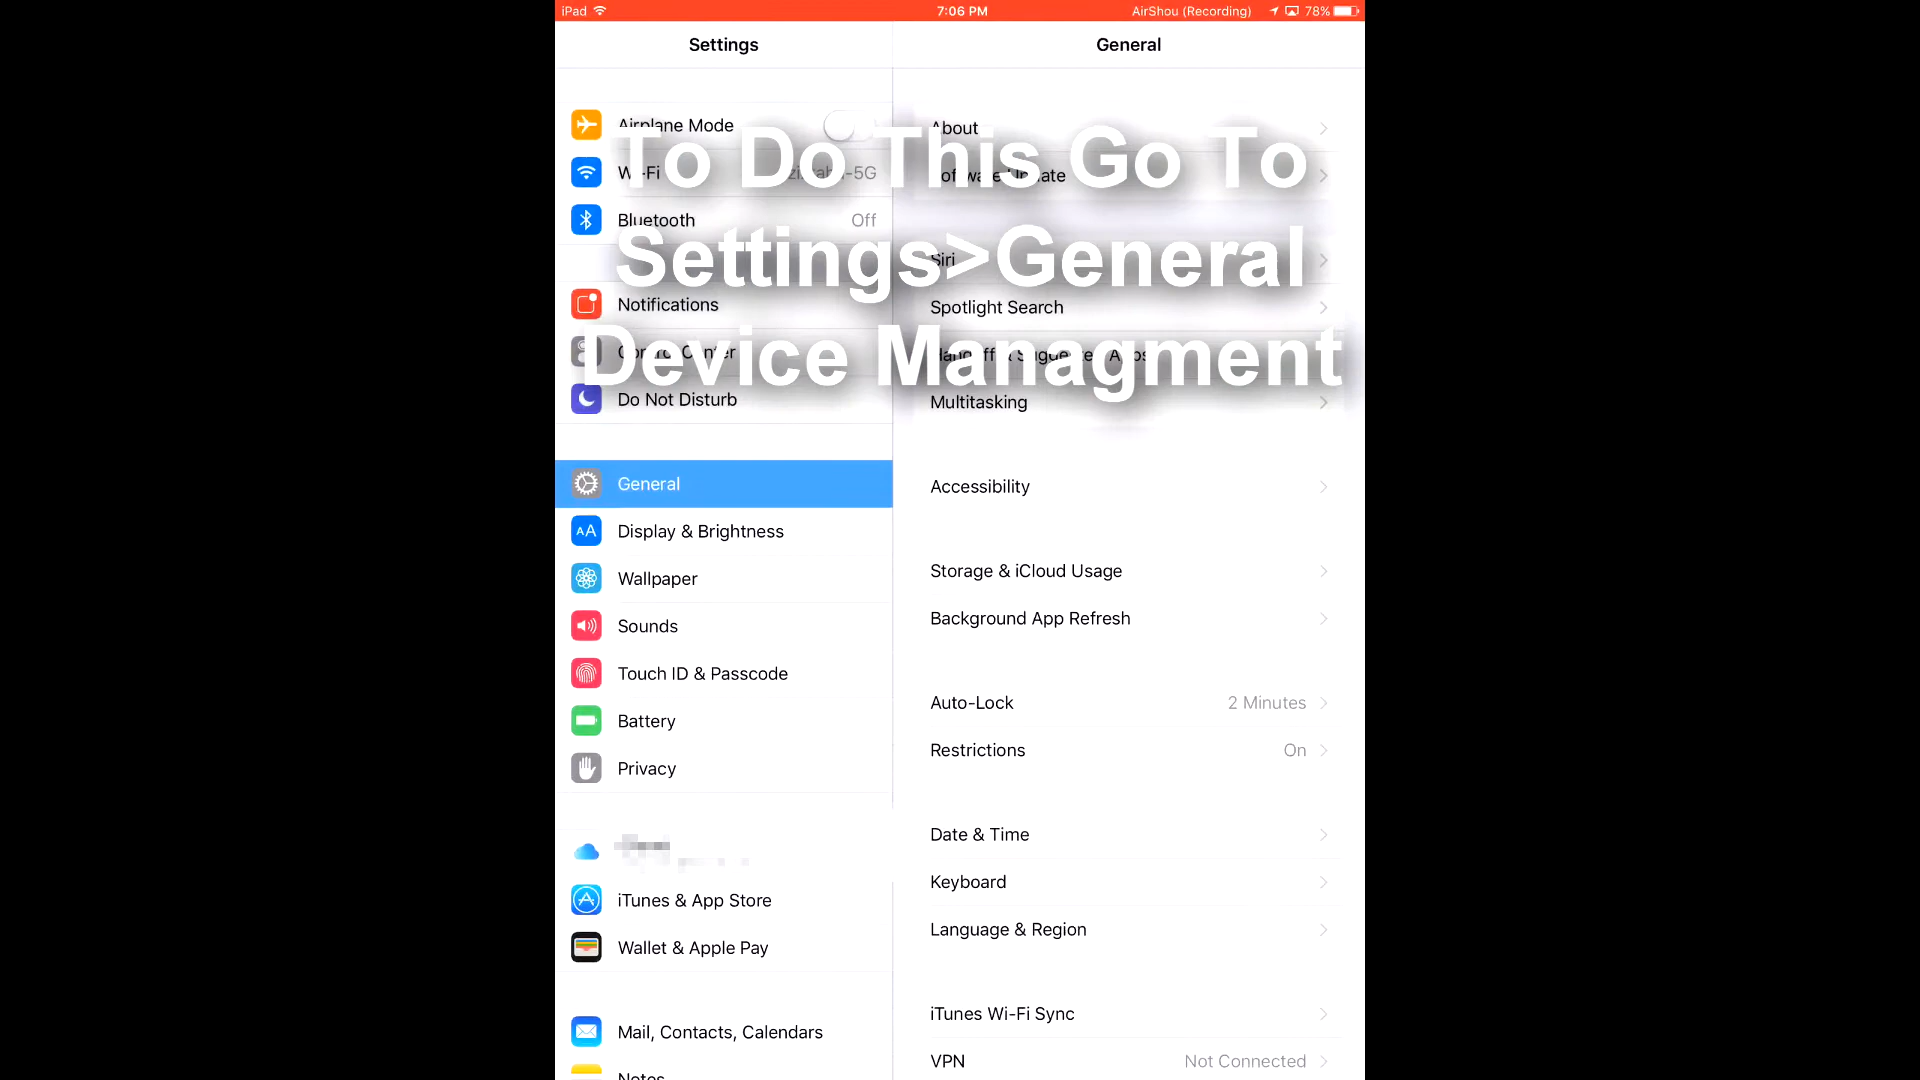 iPad 7:06 PM AirShou (Recording) 78%
Settings General
Airplane Mode
About
To Do This Go To
Wi-Fi
Software Update
Bluetooth Off
Settings>General
Siri
Notifications
Spotlight Search
Control Center
Handoff & Suggested Apps
Device Managment
Do Not Disturb
Multitasking
General
Accessibility
Display & Brightness
Wallpaper
Storage & iCloud Usage
Sounds
Background App Refresh
Touch ID & Passcode
Auto-Lock 2 Minutes
Battery
Restrictions On
Privacy
Date & Time
Keyboard
iTunes & App Store
Language & Region
Wallet & Apple Pay
iTunes Wi-Fi Sync
Mail, Contacts, Calendars
VPN Not Connected
Notes